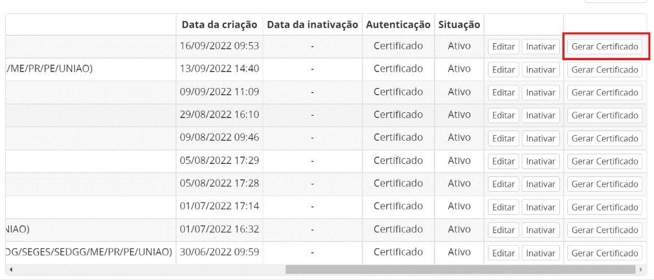 Data da criação Data da inativação Autenticação Situação
16/09/2022 09:53 - Certificado Ativo Editar Inativar Gerar Certificado
/ME/PR/PE/UNIAO) 13/09/2022 14:40 - Certificado Ativo Editar Inativar Gerar Certificado
09/09/2022 11:09 - Certificado Ativo Editar Inativar Gerar Certificado
29/08/2022 16:10 - Certificado Ativo Editar Inativar Gerar Certificado
09/08/2022 09:46 - Certificado Ativo Editar Inativar Gerar Certificado
05/08/2022 17:29 - Certificado Ativo Editar Inativar Gerar Certificado
05/08/2022 17:28 - Certificado Ativo Editar Inativar Gerar Certificado
01/07/2022 17:14 - Certificado Ativo Editar Inativar Gerar Certificado
NIAO) 01/07/2022 16:32 - Certificado Ativo Editar Inativar Gerar Certificado
OG/SEGES/SEDGG/ME/PR/PE/UNIAO) 30/06/2022 09:59 - Certificado Ativo Editar Inativar Gerar Certificado